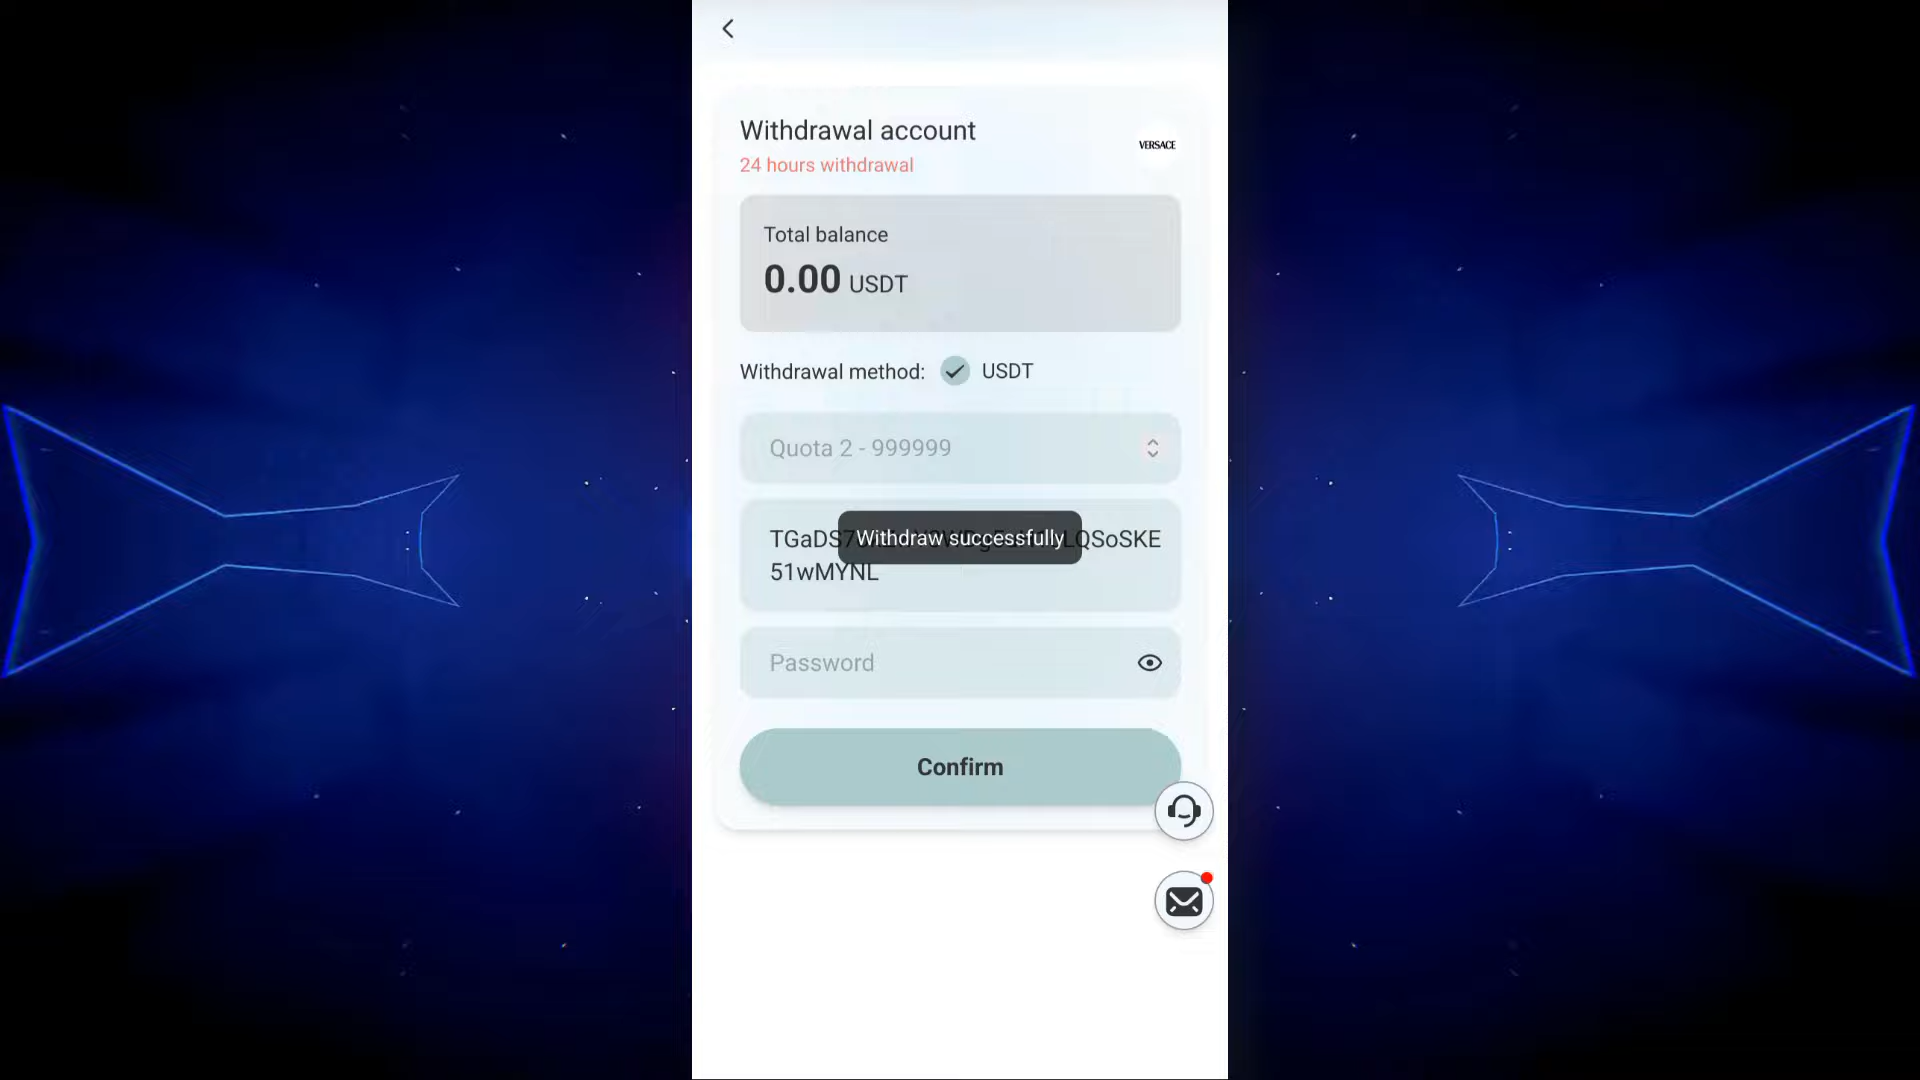 Withdrawal account
24 hours withdrawal
VERSACE
Total balance
0.00 USDT
Withdrawal method: USDT
Quota 2 - 999999
Withdraw successfully
51wMYNL
Password
Confirm